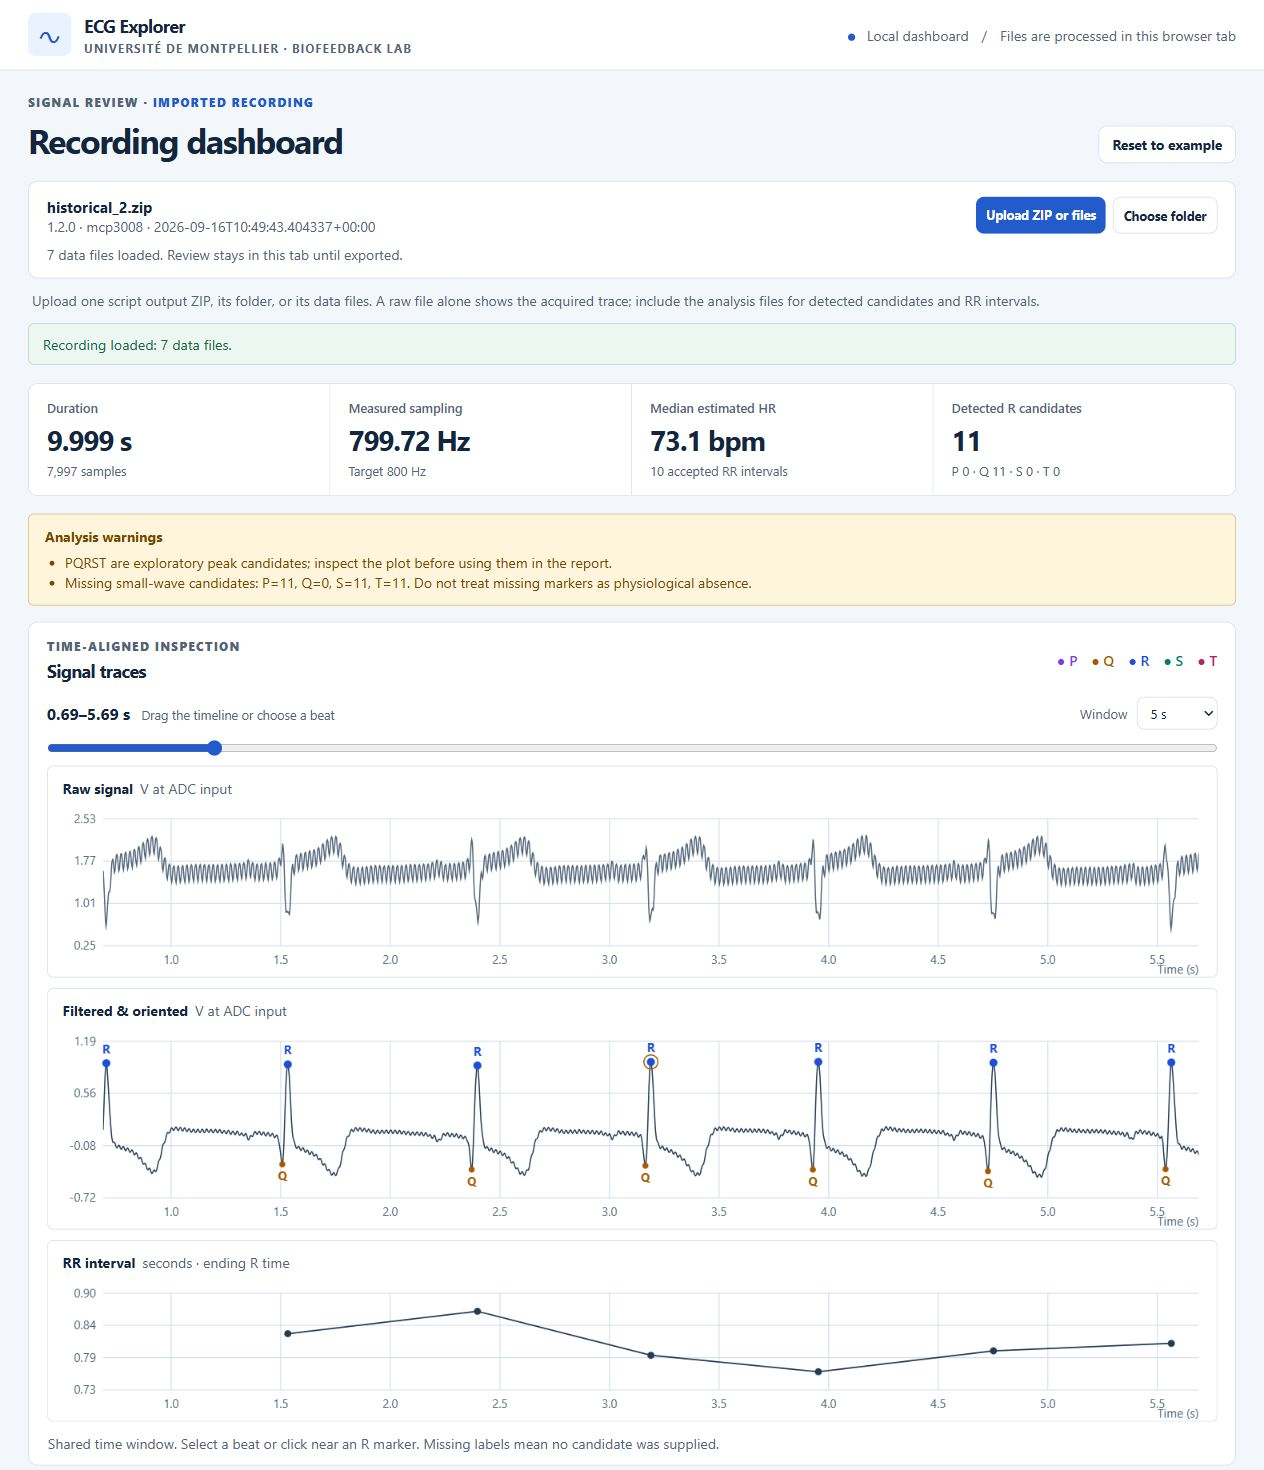 ECG Explorer
UNIVERSITÉ DE MONTPELLIER · BIOFEEDBACK LAB
Local dashboard / Files are processed in this browser tab
SIGNAL REVIEW · IMPORTED RECORDING
Recording dashboard
Reset to example
historical_2.zip
1.2.0 · mcp3008 · 2026-09-16T10:49:43.404337+00:00
7 data files loaded. Review stays in this tab until exported.
Upload ZIP or files
Choose folder
Upload one script output ZIP, its folder, or its data files. A raw file alone shows the acquired trace; include the analysis files for detected candidates and RR intervals.
Recording loaded: 7 data files.
Duration
9.999 s
7,997 samples
Measured sampling
799.72 Hz
Target 800 Hz
Median estimated HR
73.1 bpm
10 accepted RR intervals
Detected R candidates
11
P 0 · Q 11 · S 0 · T 0
Analysis warnings
• PQRST are exploratory peak candidates; inspect the plot before using them in the report.
• Missing small-wave candidates: P=11, Q=0, S=11, T=11. Do not treat missing markers as physiological absence.
TIME-ALIGNED INSPECTION
Signal traces
P Q R S T
0.69–5.69 s Drag the timeline or choose a beat
Window 5 s
Raw signal V at ADC input
2.53
1.77
1.01
0.25
1.0 1.5 2.0 2.5 3.0 3.5 4.0 4.5 5.0 5.5
Time (s)
Filtered & oriented V at ADC input
1.19
0.56
-0.08
-0.72
R R R R R R R
Q Q Q Q Q Q
1.0 1.5 2.0 2.5 3.0 3.5 4.0 4.5 5.0 5.5
Time (s)
RR interval seconds · ending R time
0.90
0.84
0.79
0.73
1.0 1.5 2.0 2.5 3.0 3.5 4.0 4.5 5.0 5.5
Time (s)
Shared time window. Select a beat or click near an R marker. Missing labels mean no candidate was supplied.